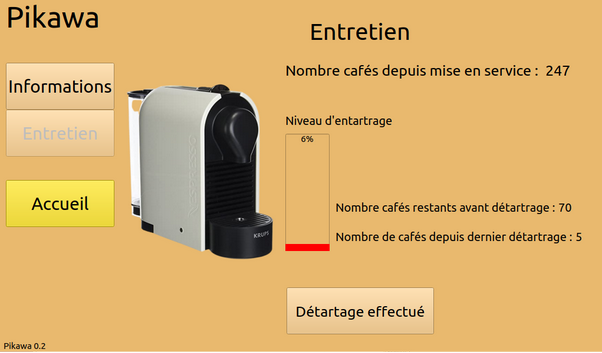 Pikawa
Entretien
Nombre cafés depuis mise en service : 247
Informations
Entretien
Accueil
Niveau d'entartrage
6%
Nombre cafés restants avant détartrage : 70
Nombre de cafés depuis dernier détartrage : 5
KRUPS
Détartage effectué
Pikawa 0.2